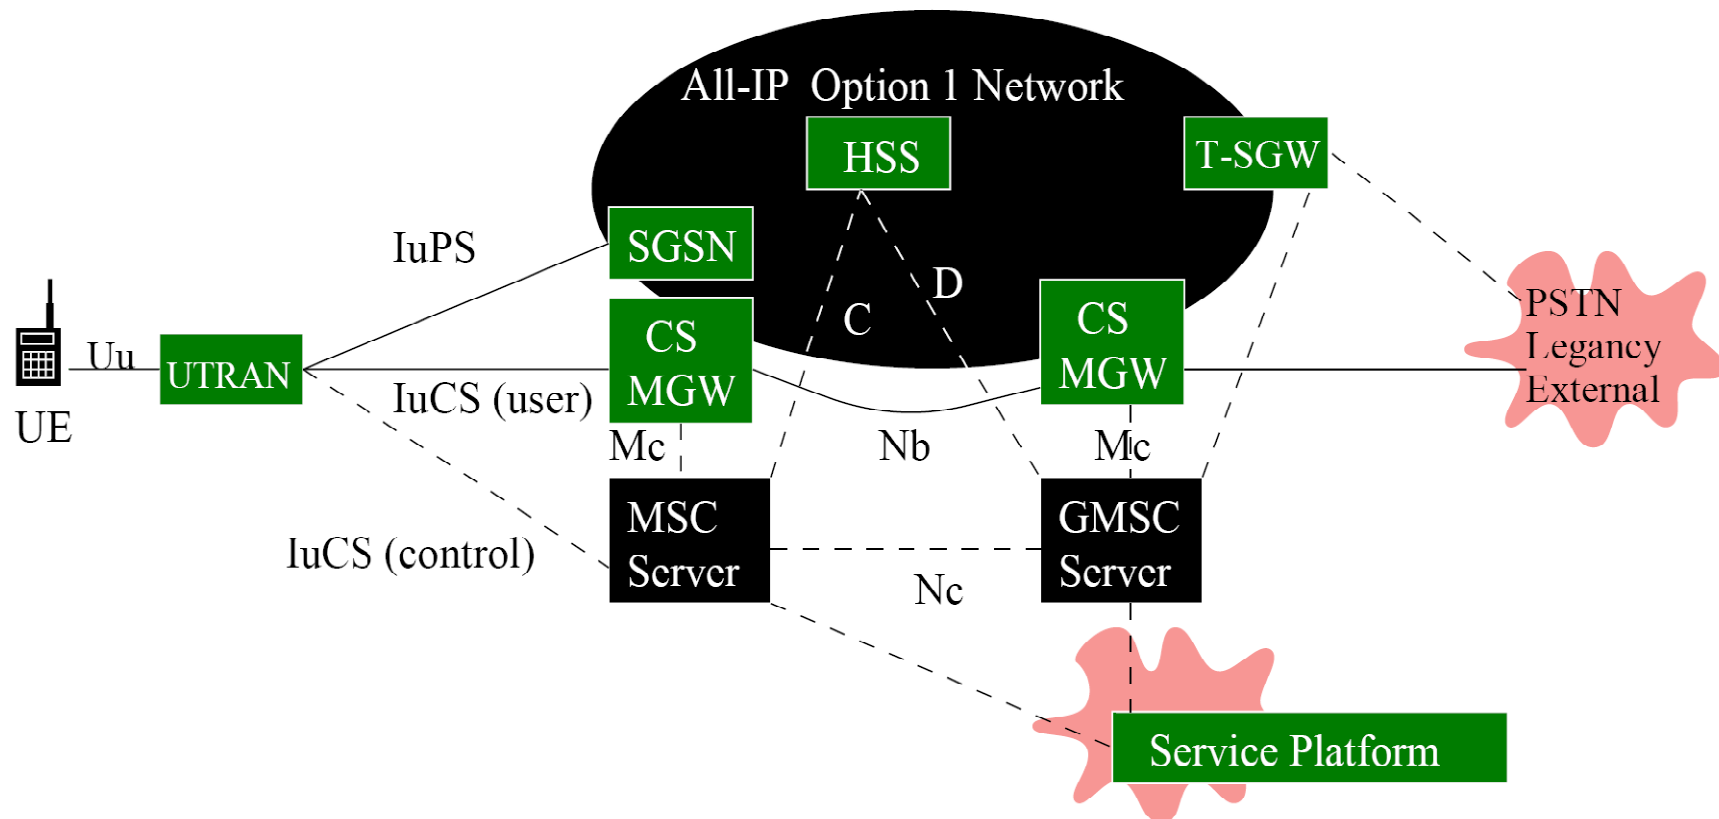 All-IP Option 1 Network
HSS
T-SGW
SGSN
IuPS
D
C
CS
MGW
CS
MGW
PSTN
Legancy
External
Uu
UTRAN
IuCS (user)
UE
Mc
Nb
Mc
MSC
Server
GMSC
Server
IuCS (control)
Nc
Service Platform